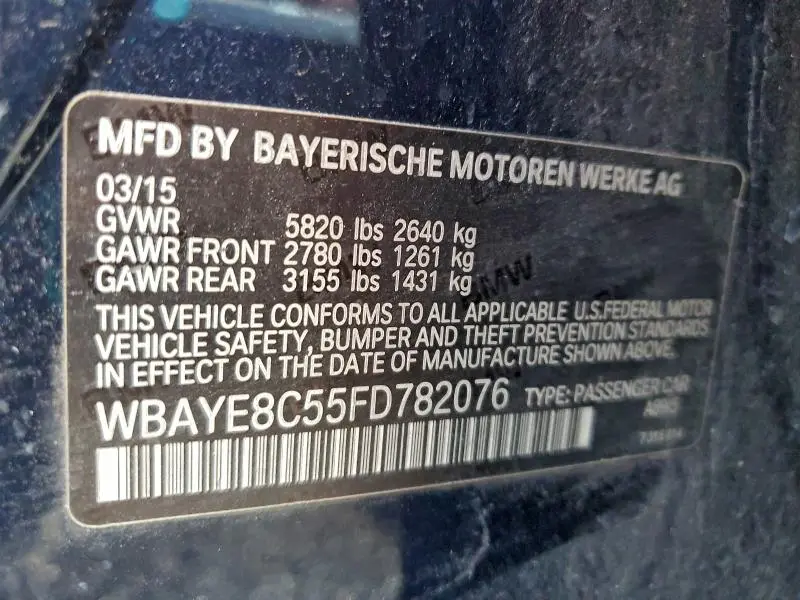 MFD BY BAYERISCHE MOTOREN WERKE AG
03/15
GVWR 5820 lbs 2640 kg
GAWR FRONT 2780 lbs 1261 kg
GAWR REAR 3155 lbs 1431 kg
THIS VEHICLE CONFORMS TO ALL APPLICABLE U.S.FEDERAL MOTOR
VEHICLE SAFETY, BUMPER AND THEFT PREVENTION STANDARDS
IN EFFECT ON THE DATE OF MANUFACTURE SHOWN ABOVE.
WBAYE8C55FD782076 TYPE: PASSENGER CAR